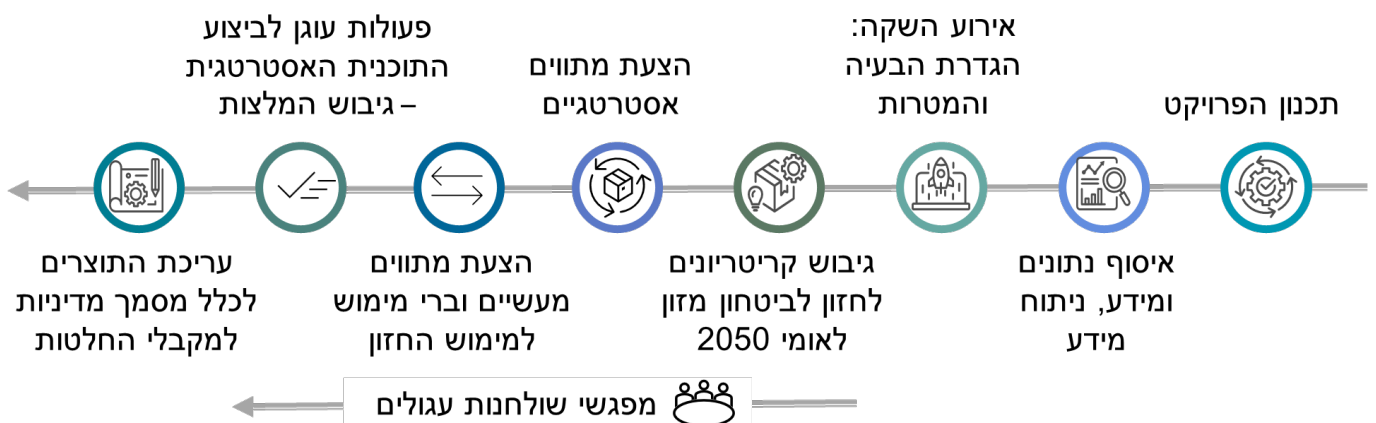 תכנון הפרויקט
איסוף נתונים
ומידע, ניתוח
מידע
אירוע השקה:
הגדרת הבעיה
והמטרות
גיבוש קריטריונים
לחזון לביטחון מזון
לאומי 2050
הצעת מתווים
אסטרטגיים
הצעת מתווים
מעשיים וברי מימוש
למימוש החזון
פעולות עוגן לביצוע
התוכנית האסטרטגית
– גיבוש המלצות
עריכת התוצרים
לכלל מסמך מדיניות
למקבלי החלטות
מפגשי שולחנות עגולים